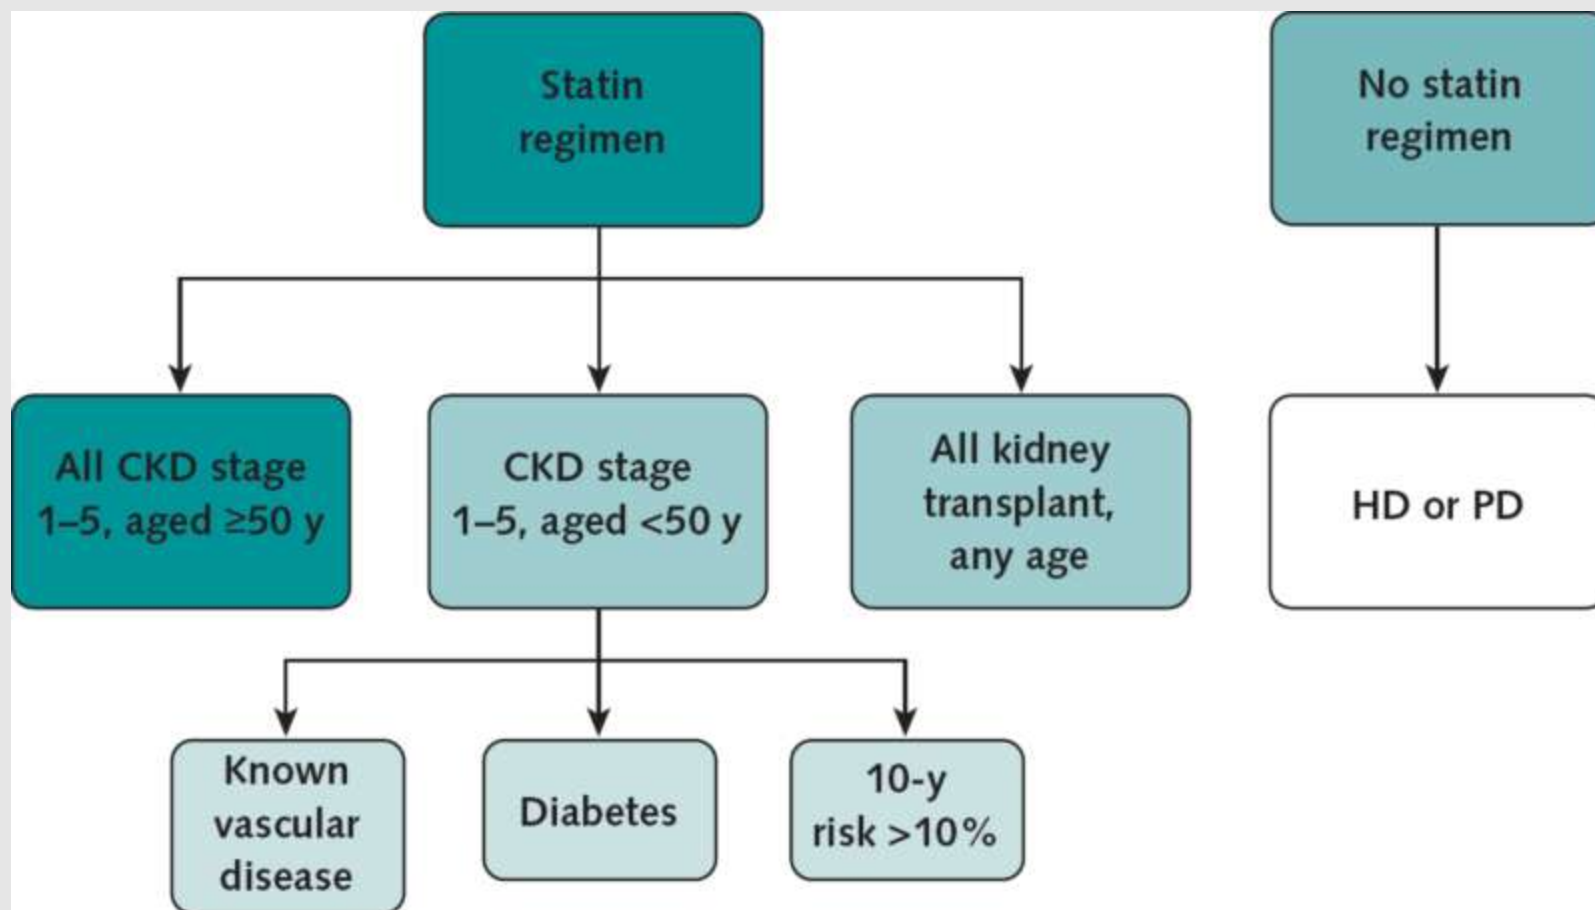 Statin
regimen
No statin
regimen
All CKD stage
1–5, aged ≥50 y
CKD stage
1–5, aged <50 y
All kidney
transplant,
any age
HD or PD
Known
vascular
disease
Diabetes
10-y
risk >10%